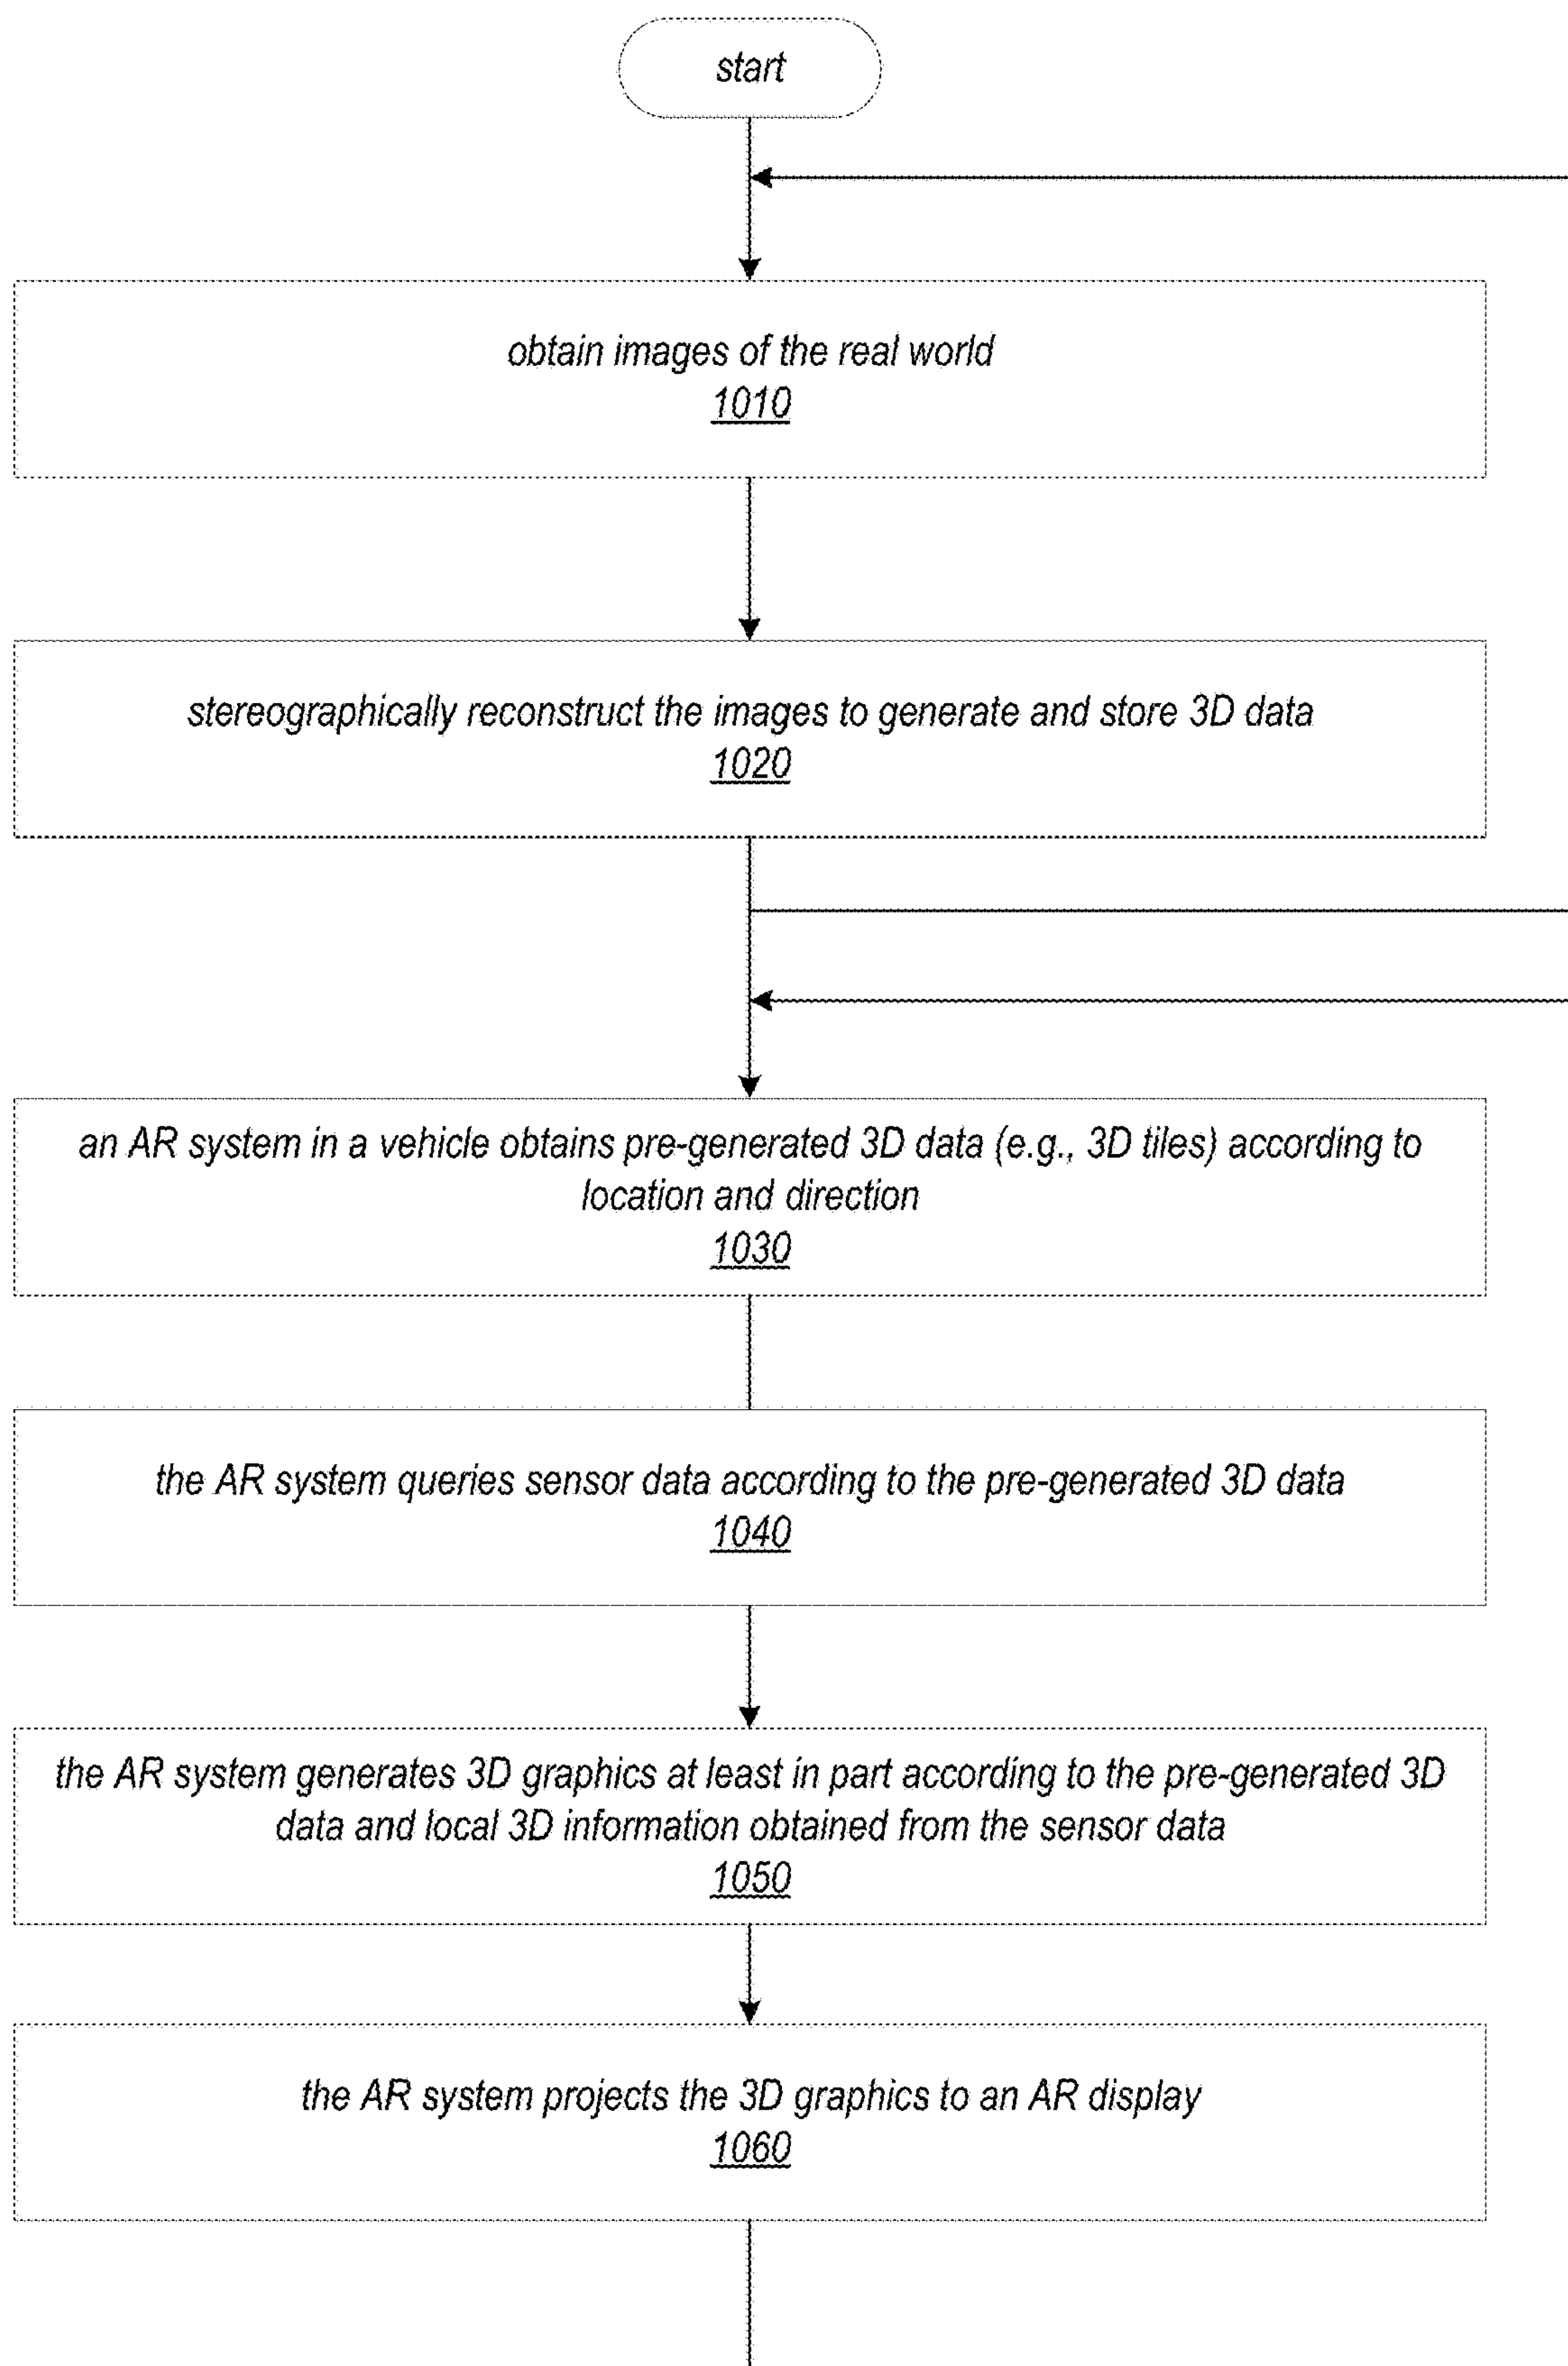 start
obtain images of the real world
1010
stereographically reconstruct the images to generate and store 3D data
1020
an AR system in a vehicle obtains pre-generated 3D data (e.g., 3D tiles) according to
location and direction
1030
the AR system queries sensor data according to the pre-generated 3D data
1040
the AR system generates 3D graphics at least in part according to the pre-generated 3D
data and local 3D information obtained from the sensor data
1050
the AR system projects the 3D graphics to an AR display
1060